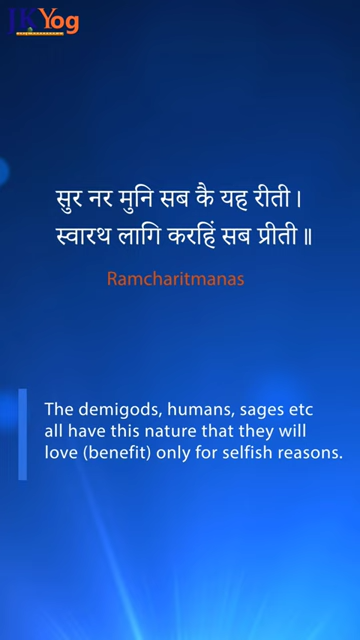 JKYog
सुर नर मुनि सब कै यह रीती ।
स्वारथ लागि करहिं सब प्रीती ॥
Ramcharitmanas
The demigods, humans, sages etc
all have this nature that they will
love (benefit) only for selfish reasons.